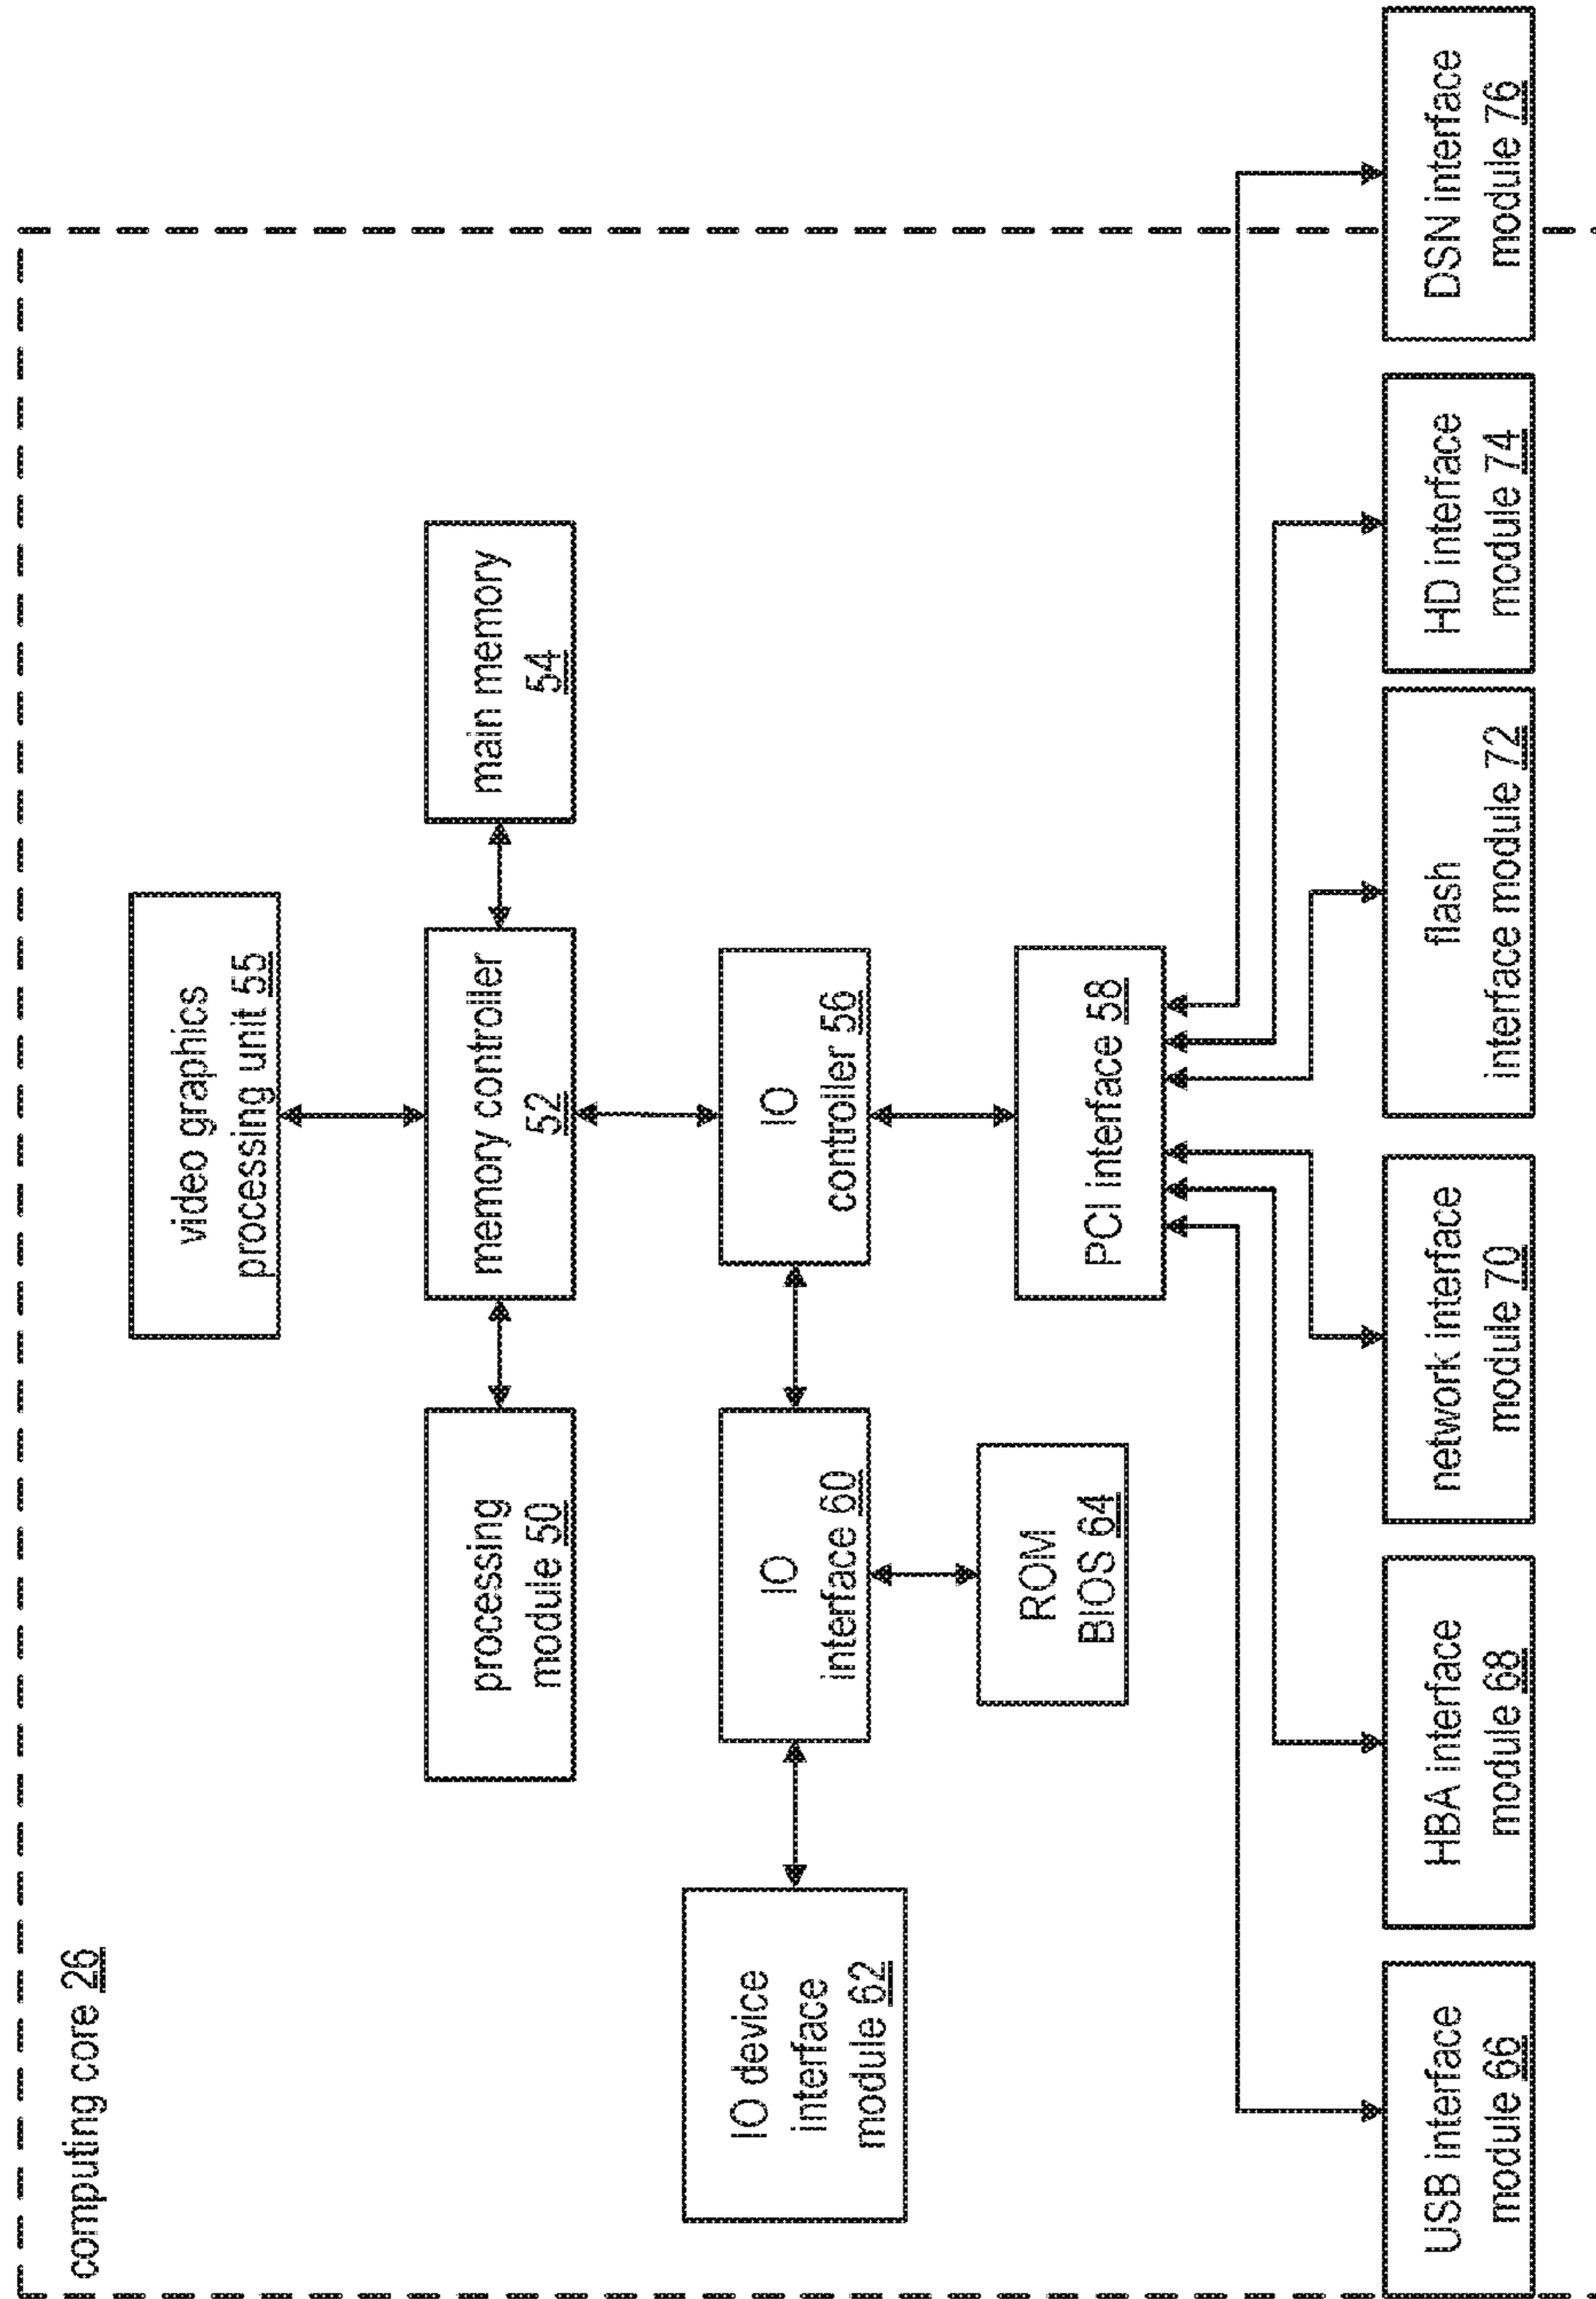 computing core 26
video graphics
processing unit 55
processing
module 50
memory controller
52
main memory
54
IO device
interface
module 62
IO
interface 60
IO
controller 56
ROM
BIOS 64
PCI interface 58
USB interface
module 66
HBA interface
module 68
network interface
module 70
flash
interface module 72
HD interface
module 74
DSN interface
module 76